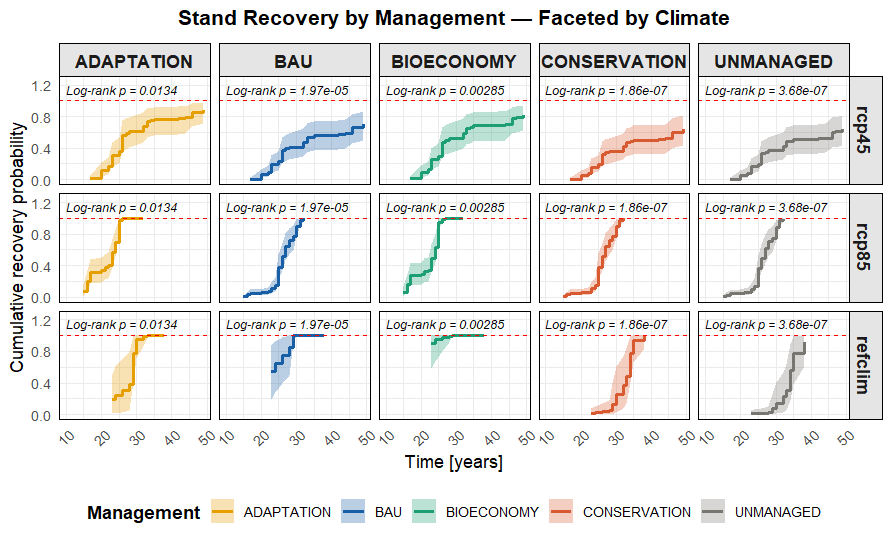 Stand Recovery by Management — Faceted by Climate
ADAPTATION BAU BIOECONOMY CONSERVATION UNMANAGED
Cumulative recovery probability
1.2 Log-rank p = 0.0134 Log-rank p = 1.97e-05 Log-rank p = 0.00285 Log-rank p = 1.86e-07 Log-rank p = 3.68e-07
0.8
0.4
0.0
rcp45
1.2 Log-rank p = 0.0134 Log-rank p = 1.97e-05 Log-rank p = 0.00285 Log-rank p = 1.86e-07 Log-rank p = 3.68e-07
0.8
0.4
0.0
rcp85
1.2 Log-rank p = 0.0134 Log-rank p = 1.97e-05 Log-rank p = 0.00285 Log-rank p = 1.86e-07 Log-rank p = 3.68e-07
0.8
0.4
0.0
refclim
10 20 30 40 50 10 20 30 40 50 10 20 30 40 50 10 20 30 40 50 10 20 30 40 50
Time [years]
Management ADAPTATION BAU BIOECONOMY CONSERVATION UNMANAGED